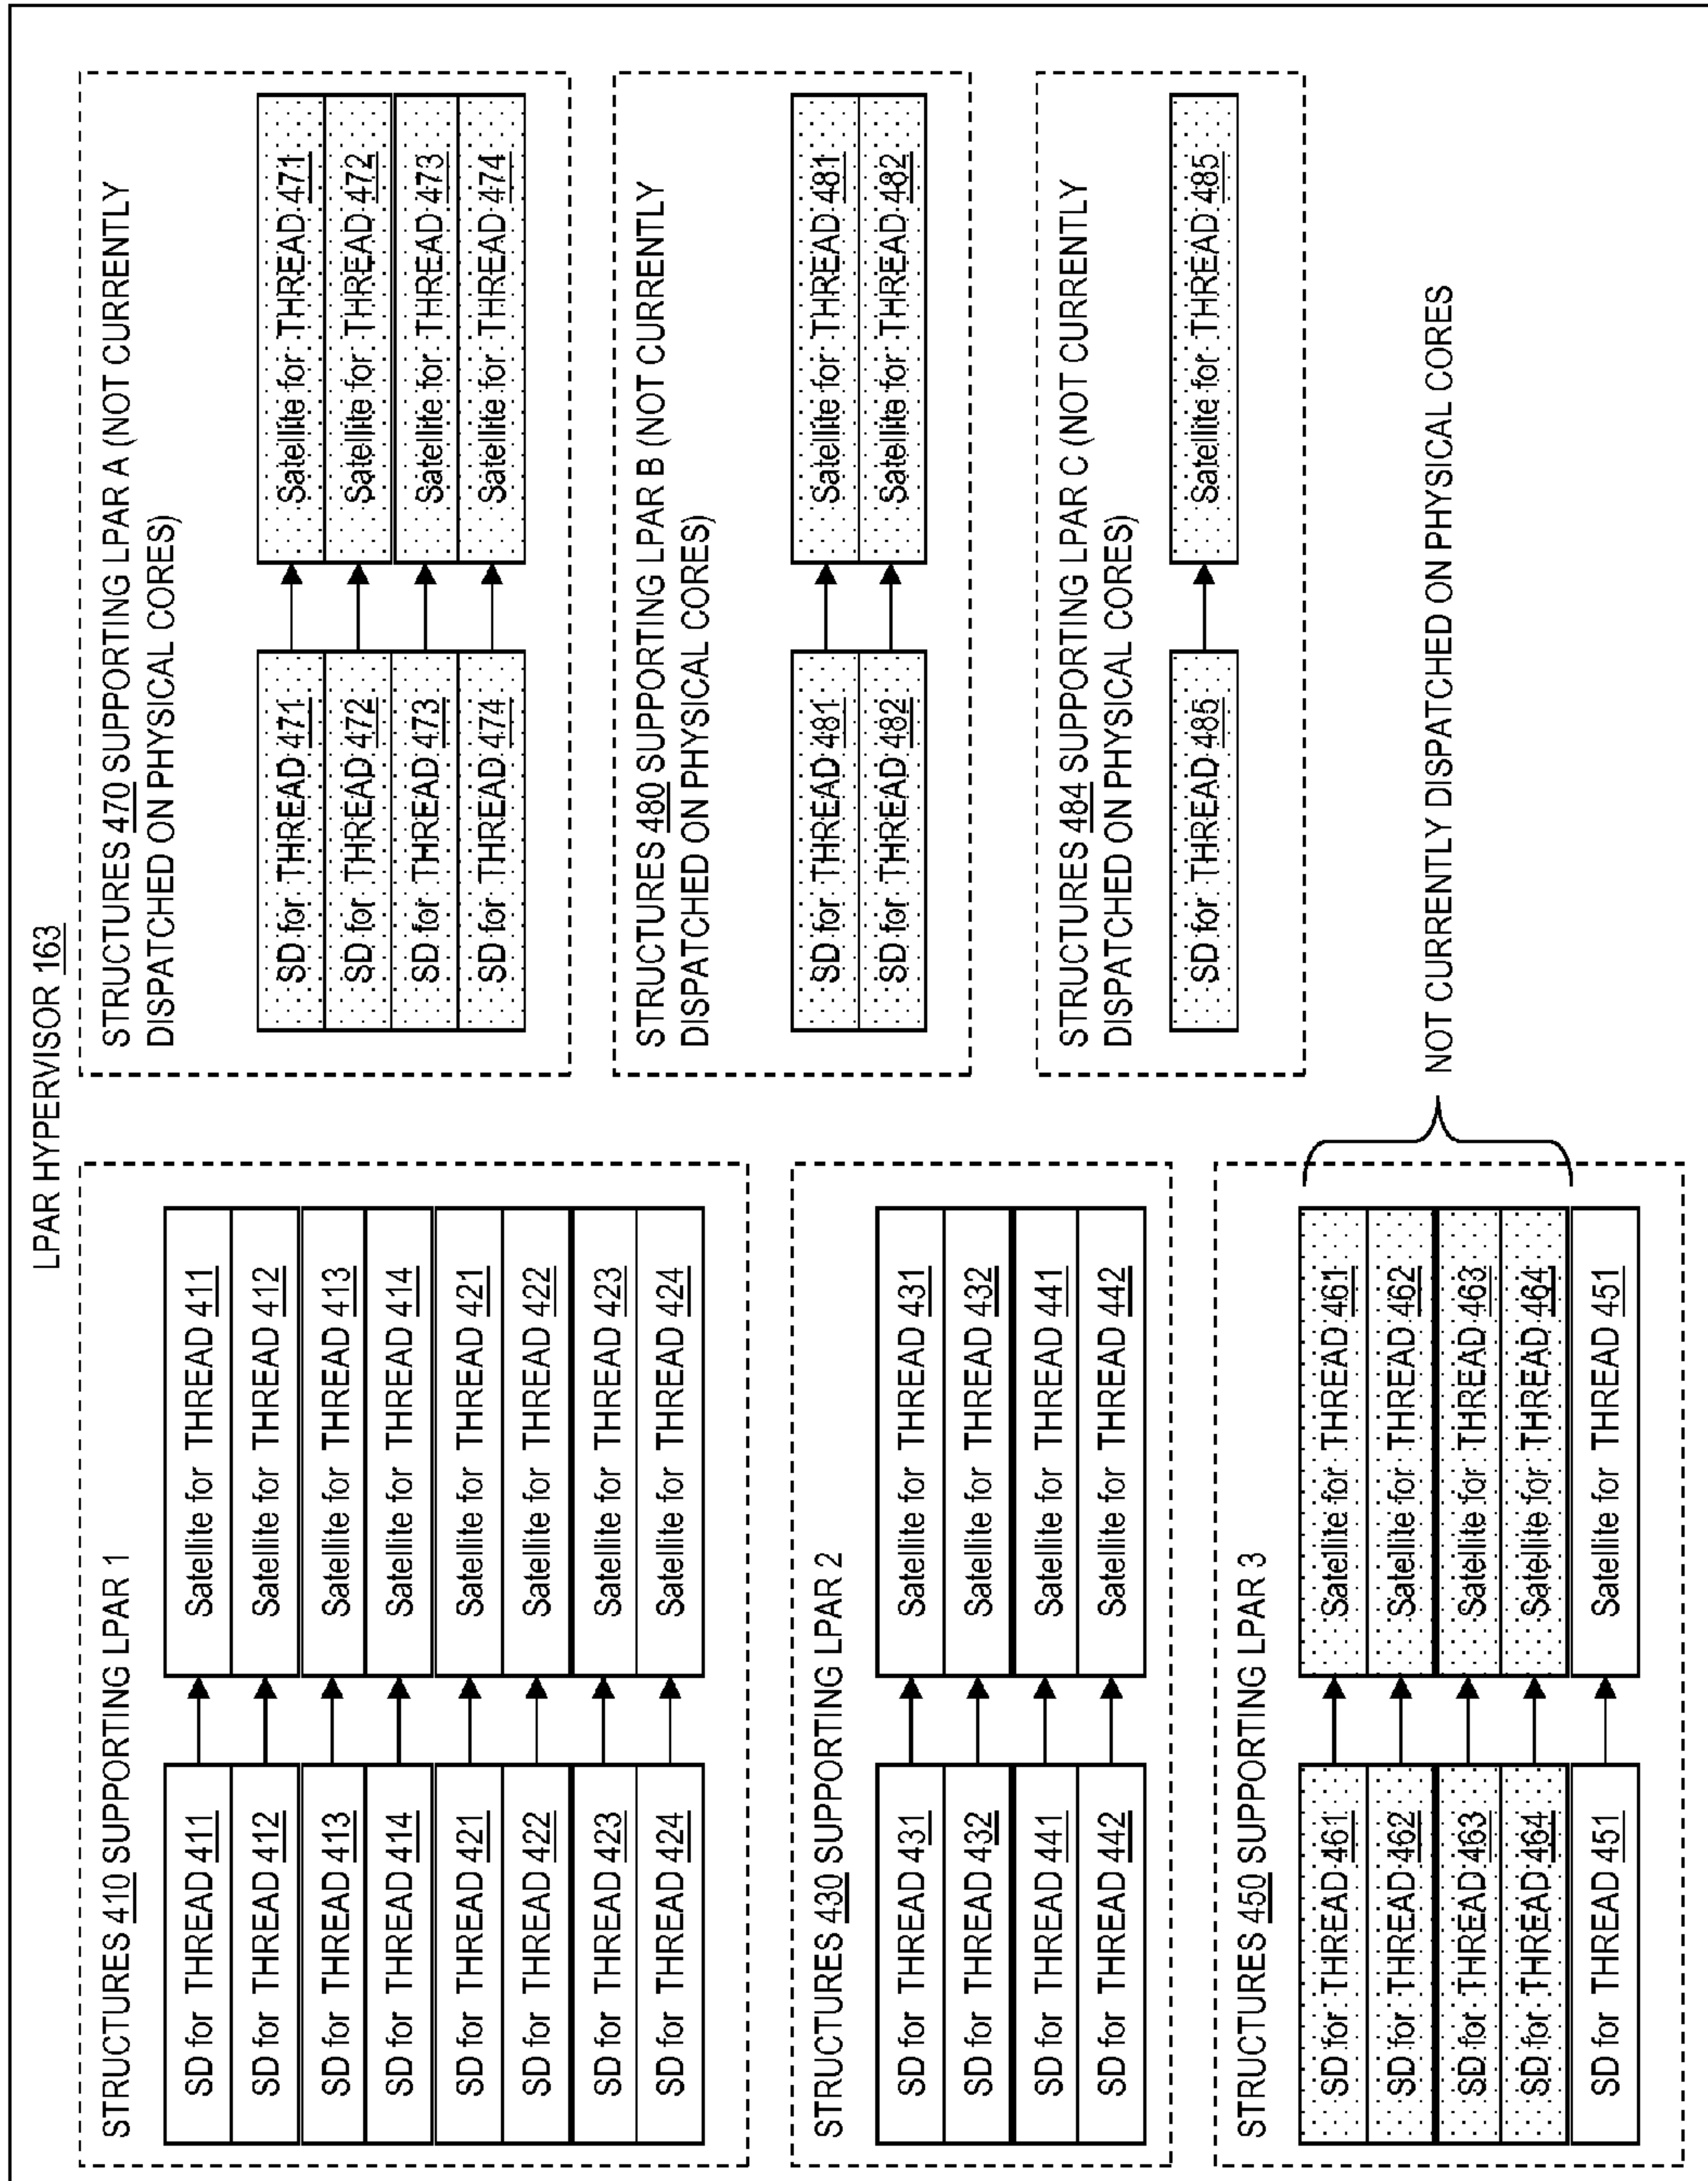 LPAR HYPERVISOR 163
STRUCTURES 410 SUPPORTING LPAR 1
SD for THREAD 411
Satellite for THREAD 411
SD for THREAD 412
Satellite for THREAD 412
SD for THREAD 413
Satellite for THREAD 413
SD for THREAD 414
Satellite for THREAD 414
SD for THREAD 421
Satellite for THREAD 421
SD for THREAD 422
Satellite for THREAD 422
SD for THREAD 423
Satellite for THREAD 423
SD for THREAD 424
Satellite for THREAD 424
STRUCTURES 430 SUPPORTING LPAR 2
SD for THREAD 431
Satellite for THREAD 431
SD for THREAD 432
Satellite for THREAD 432
SD for THREAD 441
Satellite for THREAD 441
SD for THREAD 442
Satellite for THREAD 442
STRUCTURES 450 SUPPORTING LPAR 3
SD for THREAD 461
Satellite for THREAD 461
SD for THREAD 462
Satellite for THREAD 462
SD for THREAD 463
Satellite for THREAD 463
SD for THREAD 464
Satellite for THREAD 464
SD for THREAD 451
Satellite for THREAD 451
STRUCTURES 470 SUPPORTING LPAR A (NOT CURRENTLY
DISPATCHED ON PHYSICAL CORES)
SD for THREAD 471
Satellite for THREAD 471
SD for THREAD 472
Satellite for THREAD 472
SD for THREAD 473
Satellite for THREAD 473
SD for THREAD 474
Satellite for THREAD 474
STRUCTURES 480 SUPPORTING LPAR B (NOT CURRENTLY
DISPATCHED ON PHYSICAL CORES)
SD for THREAD 481
Satellite for THREAD 481
SD for THREAD 482
Satellite for THREAD 482
STRUCTURES 484 SUPPORTING LPAR C (NOT CURRENTLY
DISPATCHED ON PHYSICAL CORES)
SD for THREAD 485
Satellite for THREAD 485
NOT CURRENTLY DISPATCHED ON PHYSICAL CORES